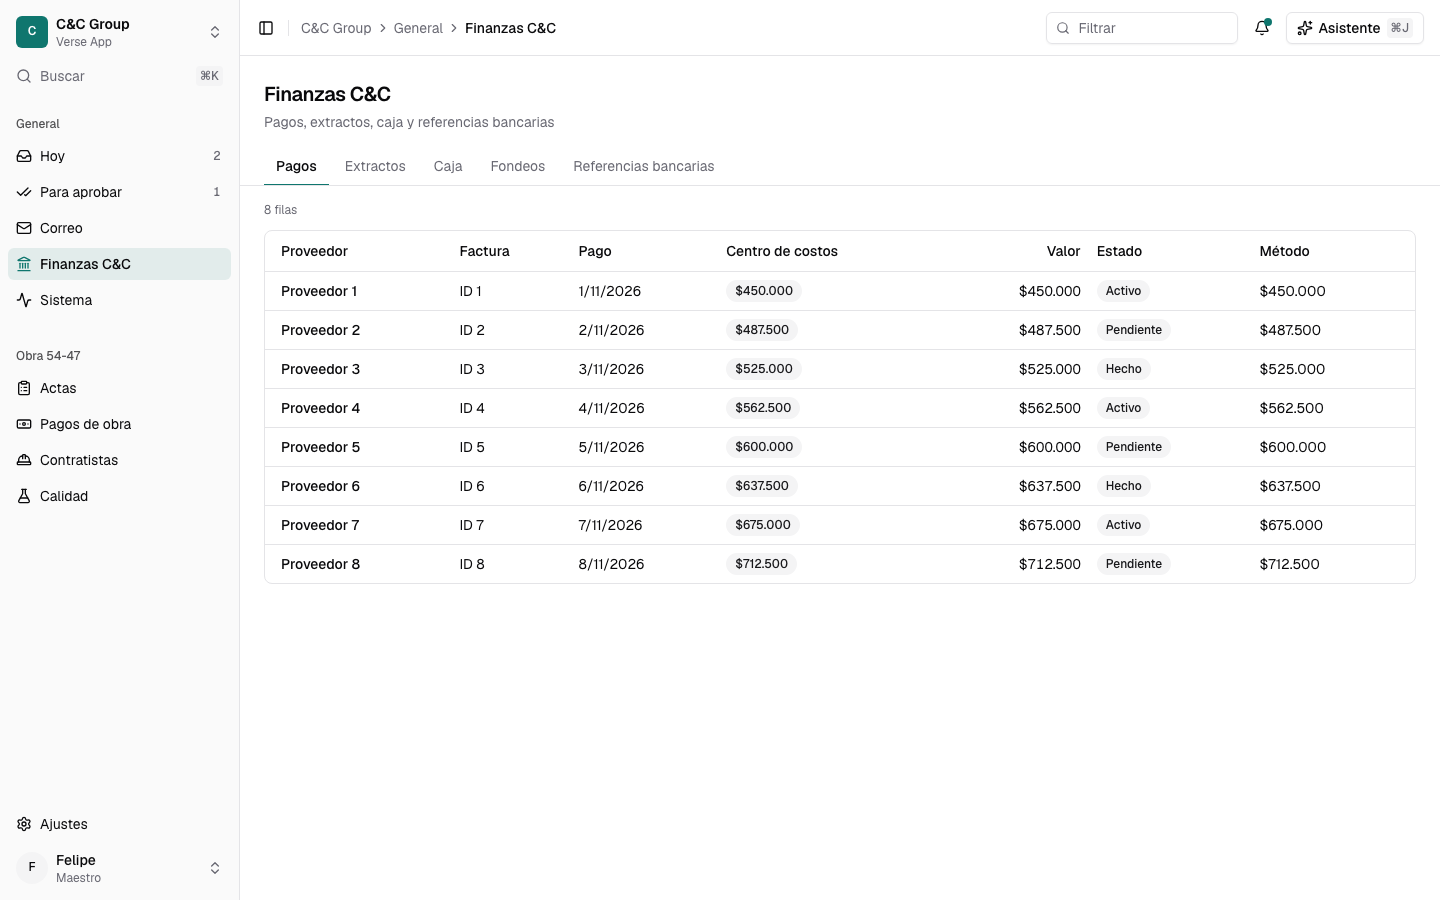 C
C&C Group
Verse App
Buscar ⌘K
General
Hoy 2
Para aprobar 1
Correo
Finanzas C&C
Sistema
Obra 54-47
Actas
Pagos de obra
Contratistas
Calidad
Ajustes
F
Felipe
Maestro
C&C Group > General > Finanzas C&C
Filtrar
Asistente ⌘J
Finanzas C&C
Pagos, extractos, caja y referencias bancarias
Pagos Extractos Caja Fondeos Referencias bancarias
8 filas
Proveedor Factura Pago Centro de costos Valor Estado Método
Proveedor 1 ID 1 1/11/2026 $450.000 $450.000 Activo $450.000
Proveedor 2 ID 2 2/11/2026 $487.500 $487.500 Pendiente $487.500
Proveedor 3 ID 3 3/11/2026 $525.000 $525.000 Hecho $525.000
Proveedor 4 ID 4 4/11/2026 $562.500 $562.500 Activo $562.500
Proveedor 5 ID 5 5/11/2026 $600.000 $600.000 Pendiente $600.000
Proveedor 6 ID 6 6/11/2026 $637.500 $637.500 Hecho $637.500
Proveedor 7 ID 7 7/11/2026 $675.000 $675.000 Activo $675.000
Proveedor 8 ID 8 8/11/2026 $712.500 $712.500 Pendiente $712.500